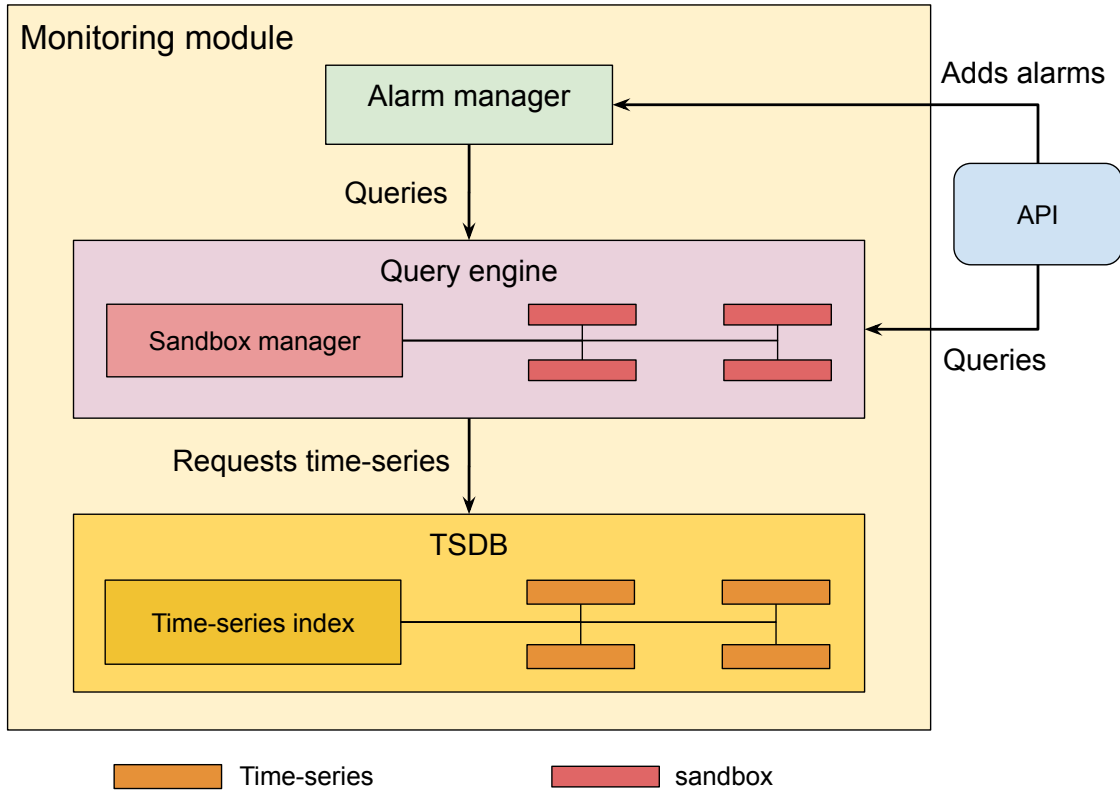 Monitoring module
Alarm manager
Adds alarms
Queries
API
Query engine
Sandbox manager
Queries
Requests time-series
TSDB
Time-series index
Time-series
sandbox